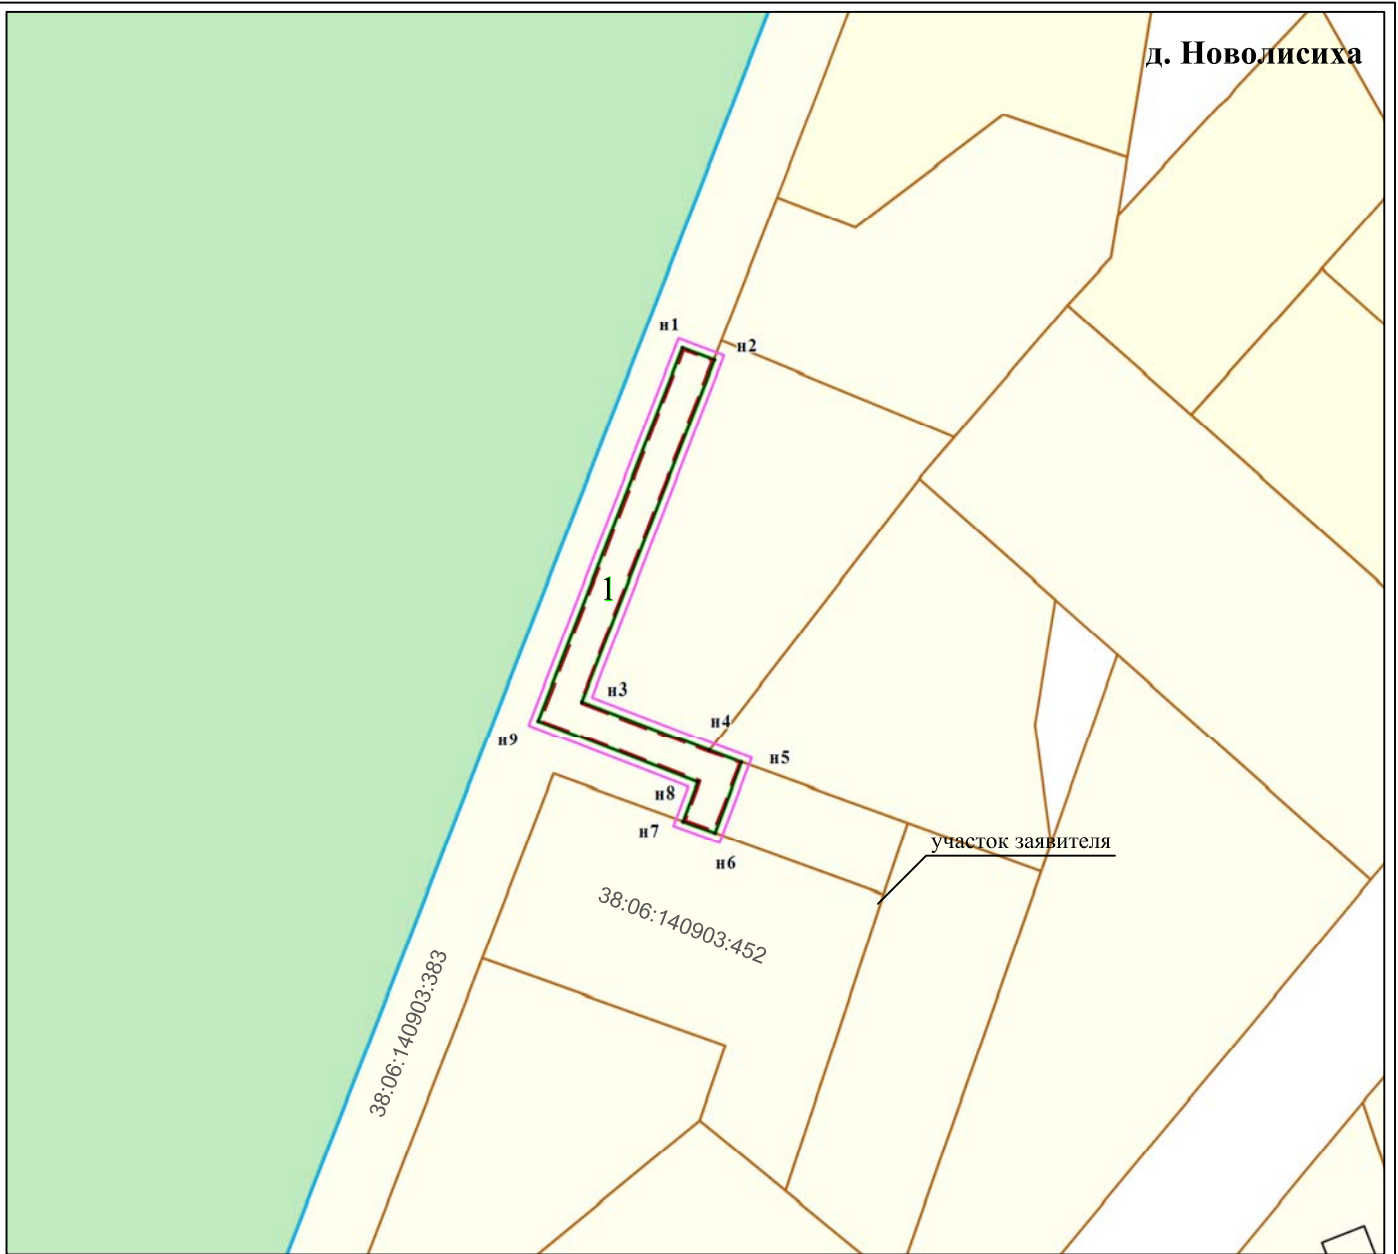 д. Новолисиха
н1
н2
1
н3
н4
н5
н9
н8
н7
н6
участок заявителя
38:06:140903:452
38:06:140903:383